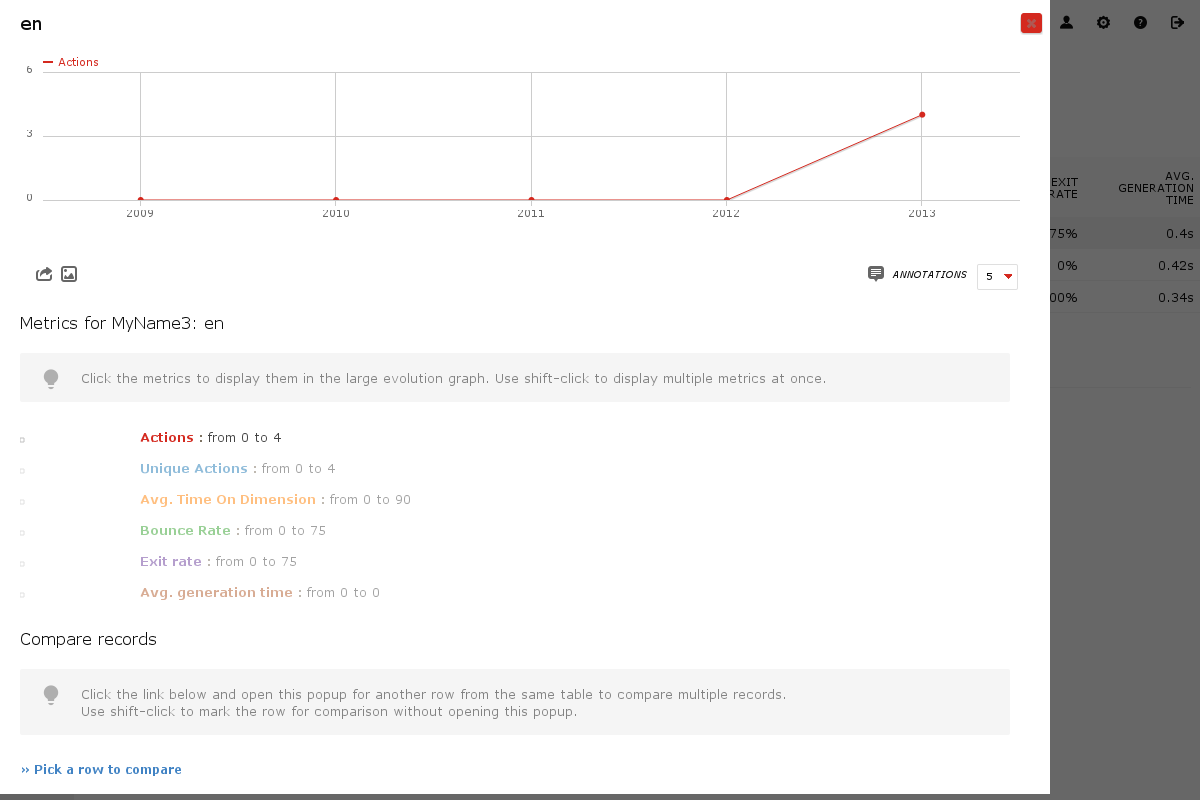 en
Actions
6
3
0
2009 2010 2011 2012 2013
ANNOTATIONS 5
Metrics for MyName3: en
Click the metrics to display them in the large evolution graph. Use shift-click to display multiple metrics at once.
Actions : from 0 to 4
Unique Actions : from 0 to 4
Avg. Time On Dimension : from 0 to 90
Bounce Rate : from 0 to 75
Exit rate : from 0 to 75
Avg. generation time : from 0 to 0
Compare records
Click the link below and open this popup for another row from the same table to compare multiple records.
Use shift-click to mark the row for comparison without opening this popup.
›› Pick a row to compare
EXIT
RATE
AVG.
GENERATION
TIME
75% 0.4s
0% 0.42s
00% 0.34s